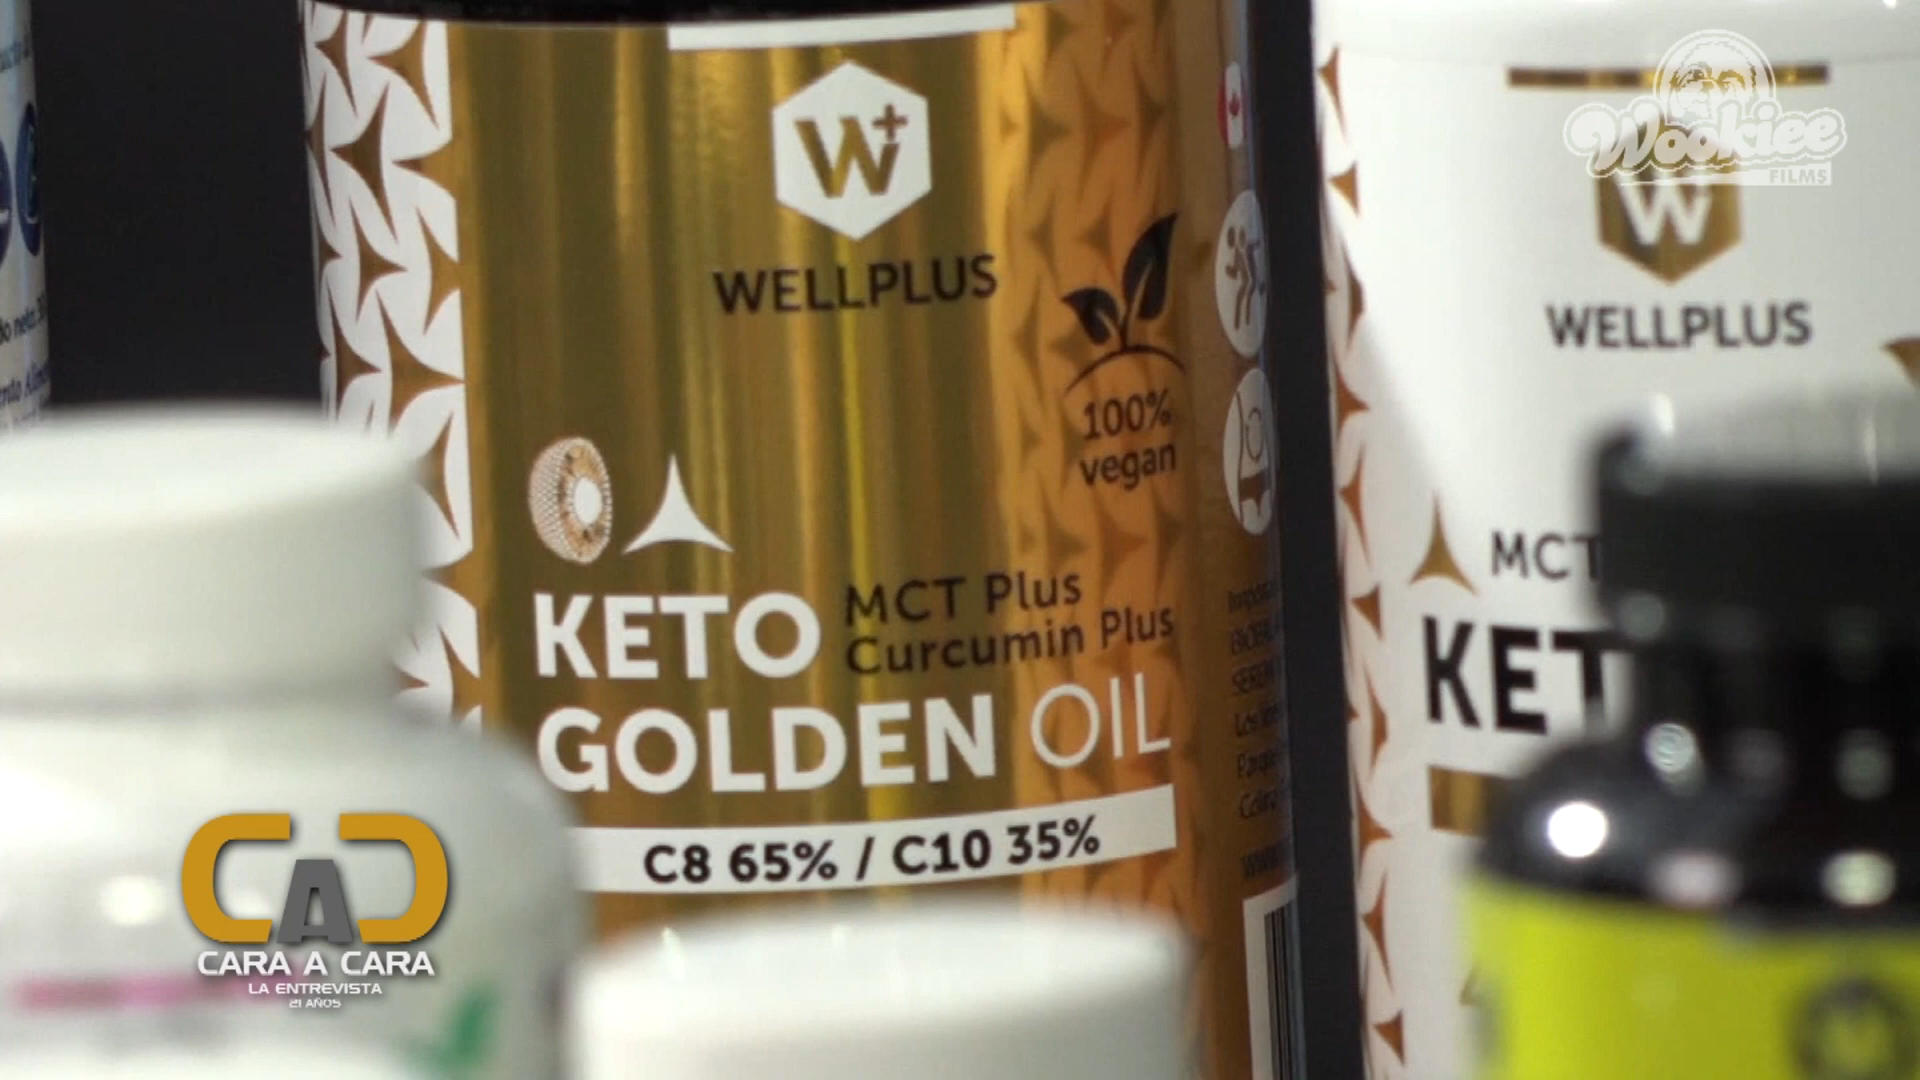 W+
WELLPLUS
100%
vegan
KETO MCT Plus
Curcumin Plus
GOLDEN OIL
C8 65% / C10 35%
Wookiee
FILMS
W
WELLPLUS
MCT
KET
CAC
CARA A CARA
LA ENTREVISTA
21 AÑOS